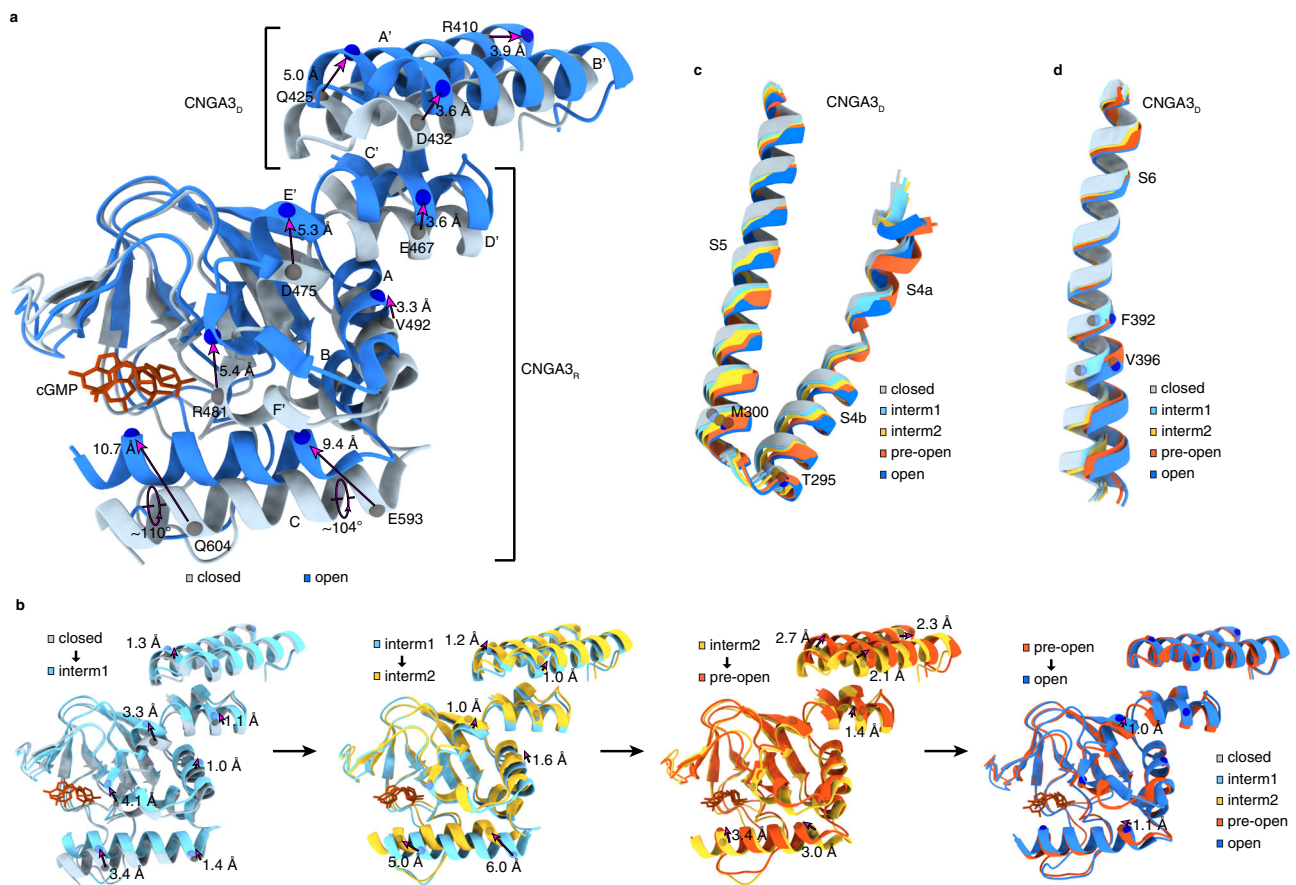 a
R410
A'
3.9 Å
B'
5.0 Å
Q425
CNGA3D
3.6 Å
D432
C'
E'
5.3 Å
3.6 Å
E467
D'
D475
A
3.3 Å
V492
B
CNGA3R
cGMP
5.4 Å
R481
F'
10.7 Å
9.4 Å
~110°
C
~104°
E593
Q604
closed
open
c
CNGA3D
S5
S4a
M300
S4b
T295
closed
interm1
interm2
pre-open
open
d
CNGA3D
S6
F392
V396
closed
interm1
interm2
pre-open
open
b
closed
interm1
1.3 Å
3.3 Å
1.1 Å
1.0 Å
4.1 Å
3.4 Å
1.4 Å
interm1
interm2
1.2 Å
1.0 Å
1.0 Å
1.6 Å
5.0 Å
6.0 Å
interm2
pre-open
2.7 Å
2.3 Å
2.1 Å
1.4 Å
3.4 Å
3.0 Å
pre-open
open
1.0 Å
1.1 Å
closed
interm1
interm2
pre-open
open